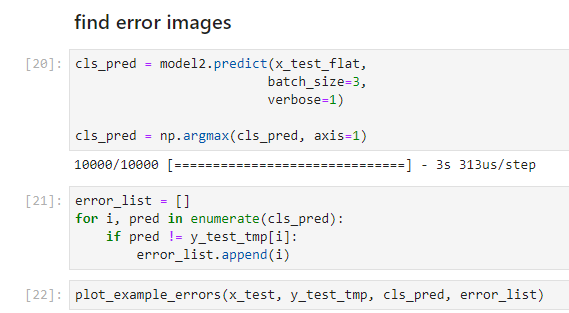 find error images
[20]: cls_pred = model2.predict(x_test_flat,
batch_size=3,
verbose=1)
cls_pred = np.argmax(cls_pred, axis=1)
10000/10000 [==============================] - 3s 313us/step
[21]: error_list = []
for i, pred in enumerate(cls_pred):
if pred != y_test_tmp[i]:
error_list.append(i)
[22]: plot_example_errors(x_test, y_test_tmp, cls_pred, error_list)